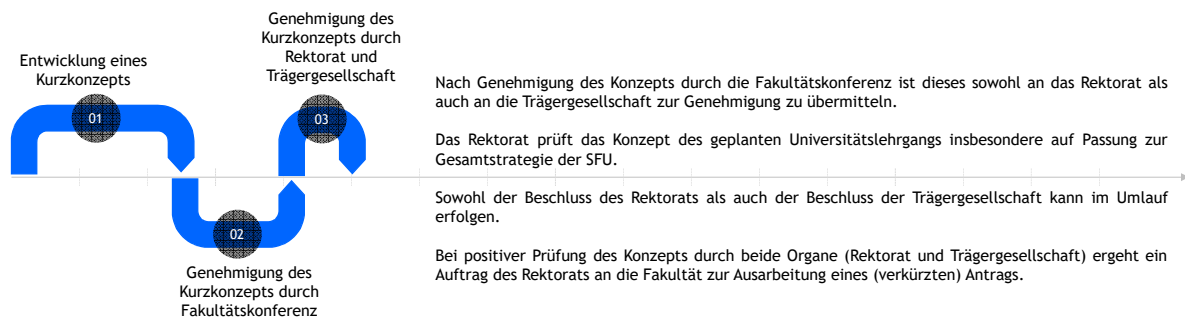 Entwicklung eines
Kurzkonzepts
01
Genehmigung des
Kurzkonzepts durch
Fakultätskonferenz
02
Genehmigung des
Kurzkonzepts durch
Rektorat und
Trägergesellschaft
03
Nach Genehmigung des Konzepts durch die Fakultätskonferenz ist dieses sowohl an das Rektorat als
auch an die Trägergesellschaft zur Genehmigung zu übermitteln.
Das Rektorat prüft das Konzept des geplanten Universitätslehrgangs insbesondere auf Passung zur
Gesamtstrategie der SFU.
Sowohl der Beschluss des Rektorats als auch der Beschluss der Trägergesellschaft kann im Umlauf
erfolgen.
Bei positiver Prüfung des Konzepts durch beide Organe (Rektorat und Trägergesellschaft) ergeht ein
Auftrag des Rektorats an die Fakultät zur Ausarbeitung eines (verkürzten) Antrags.